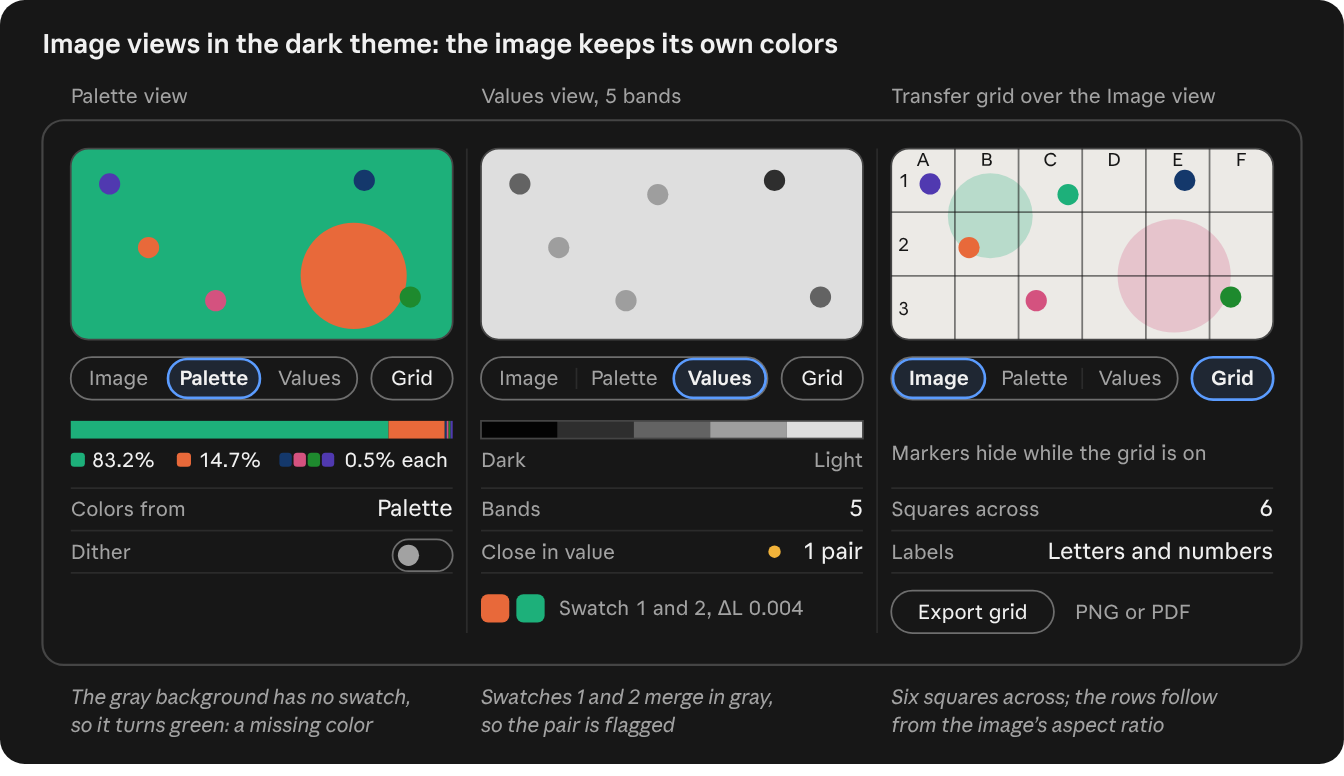 Image views in the dark theme: the image keeps its own colors
Palette view
Values view, 5 bands
Transfer grid over the Image view
A B C D E F
1
2
3
Image Palette Values Grid
Image Palette Values Grid
Image Palette Values Grid
83.2% 14.7% 0.5% each
Colors from Palette
Dither
Dark Light
Bands 5
Close in value 1 pair
Swatch 1 and 2, ΔL 0.004
Markers hide while the grid is on
Squares across 6
Labels Letters and numbers
Export grid PNG or PDF
The gray background has no swatch,
so it turns green: a missing color
Swatches 1 and 2 merge in gray,
so the pair is flagged
Six squares across; the rows follow
from the image's aspect ratio